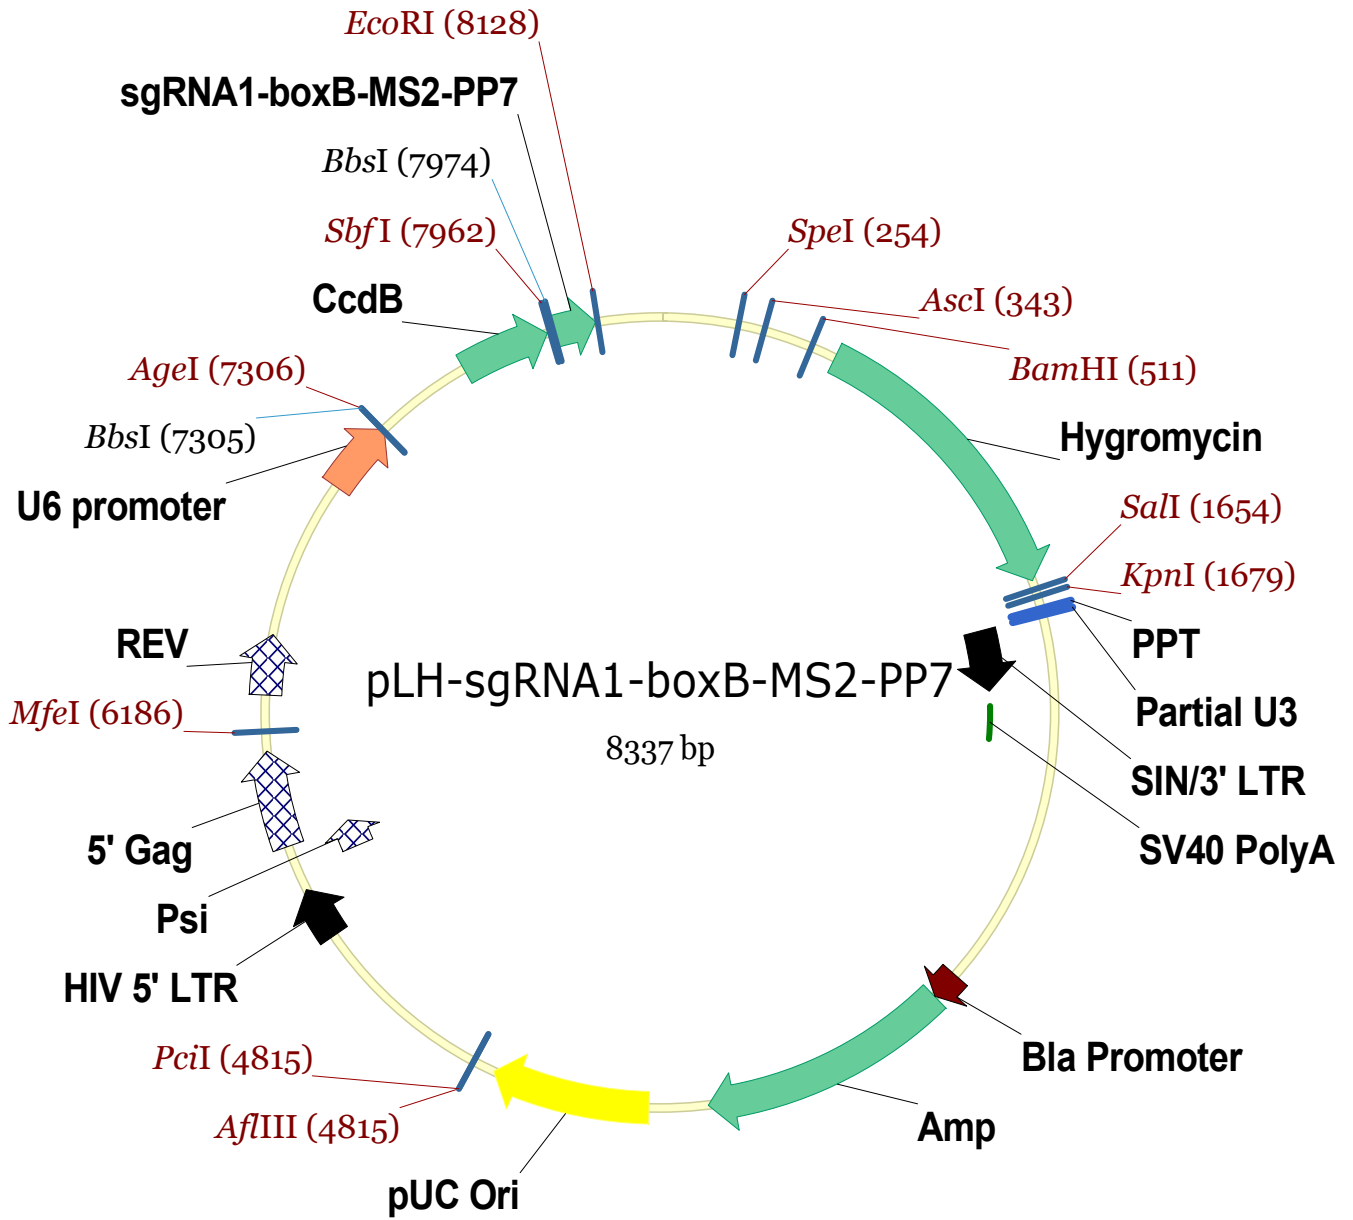 EcoRI (8128)
sgRNA1-boxB-MS2-PP7
BbsI (7974)
SbfI (7962)
SpeI (254)
CcdB
AscI (343)
AgeI (7306)
BamHI (511)
BbsI (7305)
Hygromycin
U6 promoter
SalI (1654)
KpnI (1679)
REV
PPT
pLH-sgRNA1-boxB-MS2-PP7
MfeI (6186)
Partial U3
8337 bp
SIN/3' LTR
5' Gag
SV40 PolyA
Psi
HIV 5' LTR
PciI (4815)
Bla Promoter
AflIII (4815)
Amp
pUC Ori